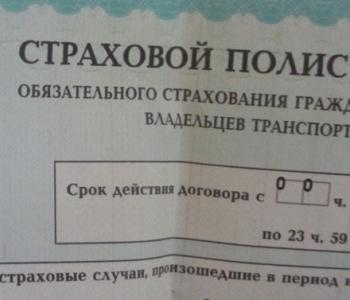 СТРАХОВОЙ ПОЛИС
ОБЯЗАТЕЛЬНОГО СТРАХОВАНИЯ ГРАЖД
ВЛАДЕЛЬЦЕВ ТРАНСПОРТ
Срок действия договора с 0 0 ч.
по 23 ч. 59
страховые случаи, произошедшие в период